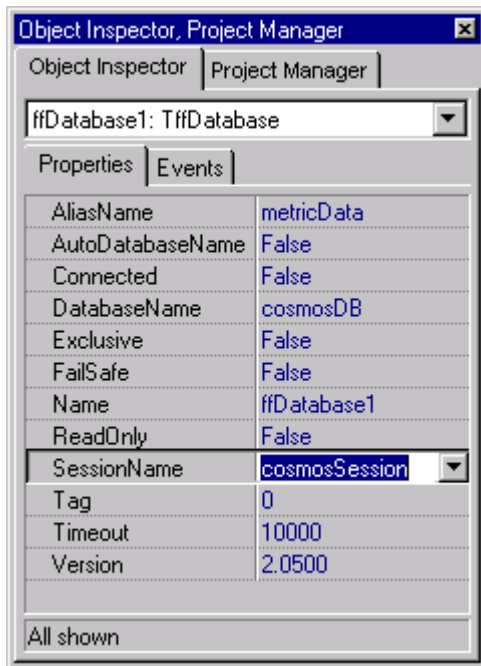 Object Inspector, Project Manager
Object Inspector Project Manager
ffDatabase1: TffDatabase
Properties Events
AliasName metricData
AutoDatabaseName False
Connected False
DatabaseName cosmosDB
Exclusive False
FailSafe False
Name ffDatabase1
ReadOnly False
SessionName cosmosSession
Tag 0
Timeout 10000
Version 2.0500
All shown